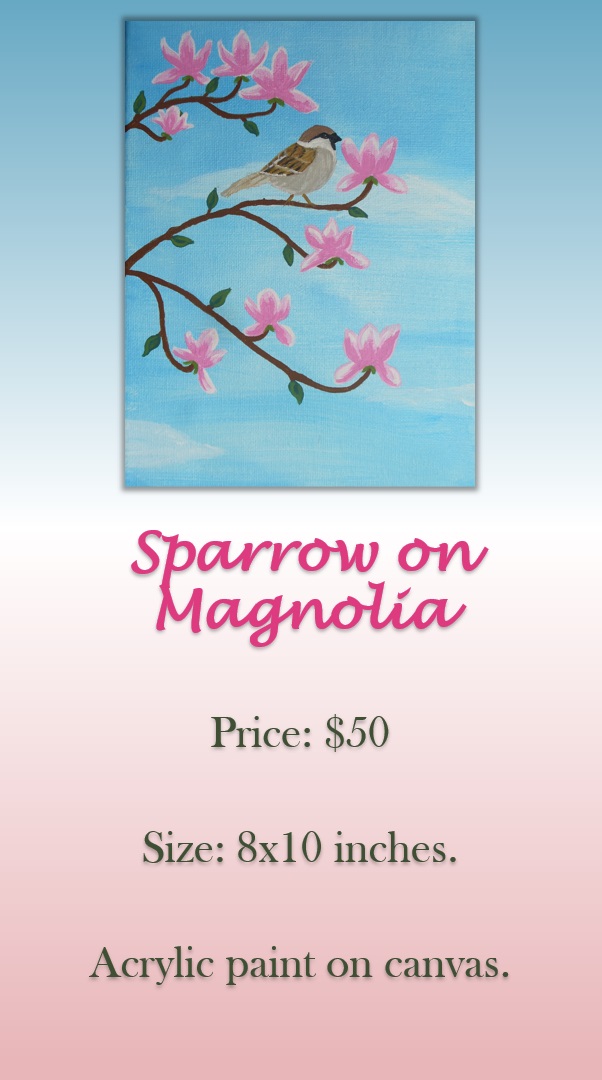 Sparrow on
Magnolia
Price: $50
Size: 8x10 inches.
Acrylic paint on canvas.